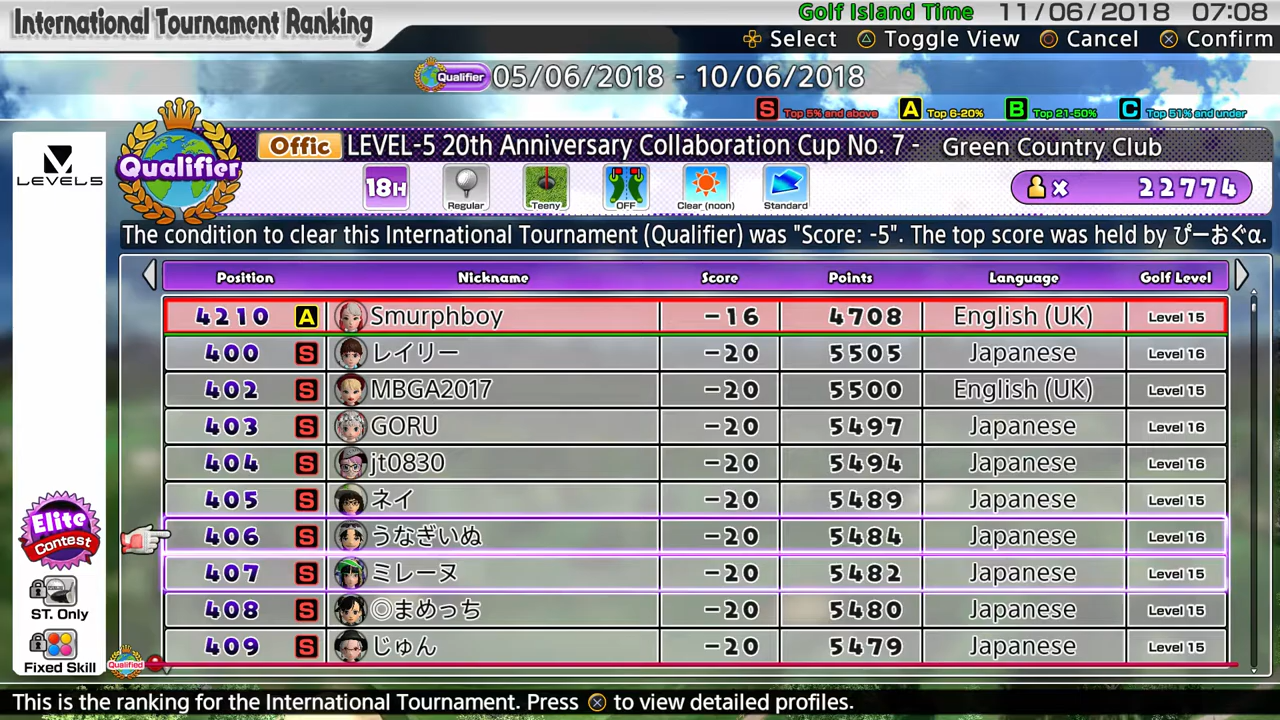 International Tournament Ranking
Golf Island Time 11/06/2018 07:08
Select Toggle View Cancel Confirm
Qualifier 05/06/2018 - 10/06/2018
S Top 5% and above A Top 6-20% B Top 21-50% C Top 51% and under
LEVEL5
Qualifier
Offic LEVEL-5 20th Anniversary Collaboration Cup No. 7 - Green Country Club
18H Regular Teeny OFF Clear (noon) Standard x 22774
The condition to clear this International Tournament (Qualifier) was "Score: -5". The top score was held by ぴーおぐα.
Position Nickname Score Points Language Golf Level
4210 A Smurphboy -16 4708 English (UK) Level 15
400 S レイリー -20 5505 Japanese Level 16
402 S MBGA2017 -20 5500 English (UK) Level 15
403 S GORU -20 5497 Japanese Level 16
404 S jt0830 -20 5494 Japanese Level 16
405 S ネイ -20 5489 Japanese Level 15
406 S うなぎいぬ -20 5484 Japanese Level 16
407 S ミレーヌ -20 5482 Japanese Level 15
408 S ◎まめっち -20 5480 Japanese Level 15
409 S じゅん -20 5479 Japanese Level 15
Elite
Contest
ST. Only
Fixed Skill
Qualified
This is the ranking for the International Tournament. Press to view detailed profiles.